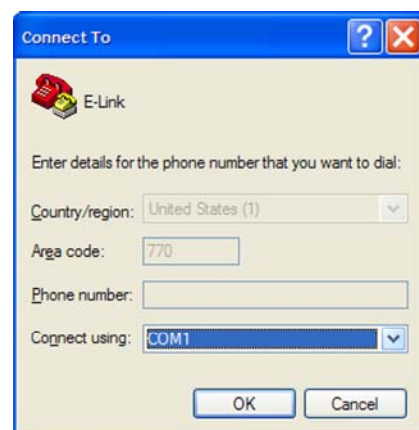 Connect To
?
E-Link
Enter details for the phone number that you want to dial:
Country/region: United States (1)
Area code: 770
Phone number:
Connect using: COM1
OK Cancel